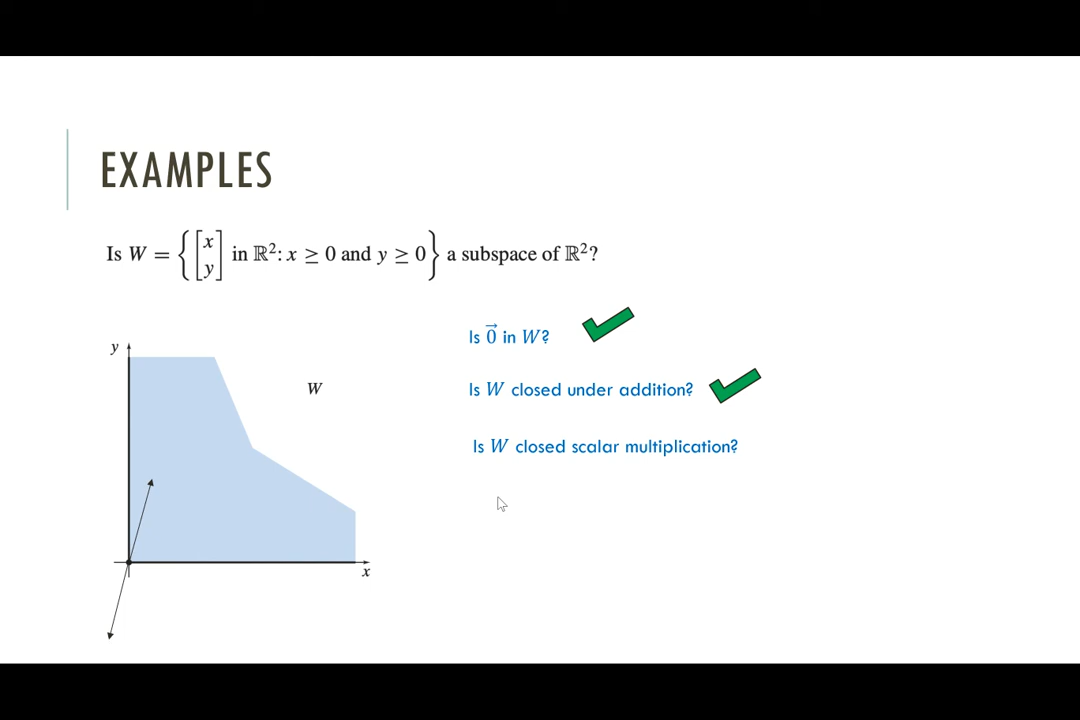 EXAMPLES
Is W = { [x y] in ℝ²: x ≥ 0 and y ≥ 0 } a subspace of ℝ²?
Is 0⃗ in W?
y
W
Is W closed under addition?
Is W closed scalar multiplication?
x